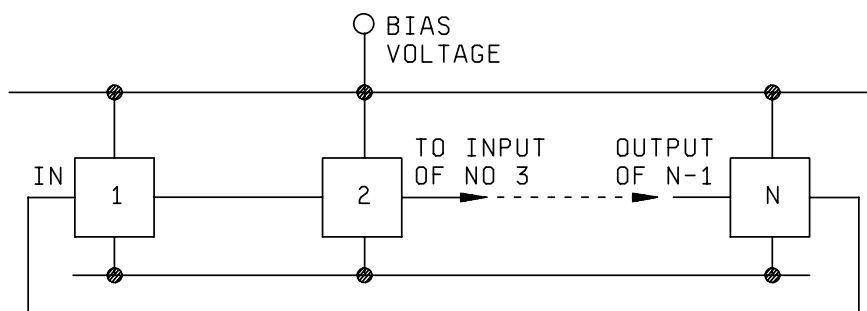 BIAS
VOLTAGE
TO INPUT
OF NO 3
OUTPUT
OF N-1
IN
1
2
N